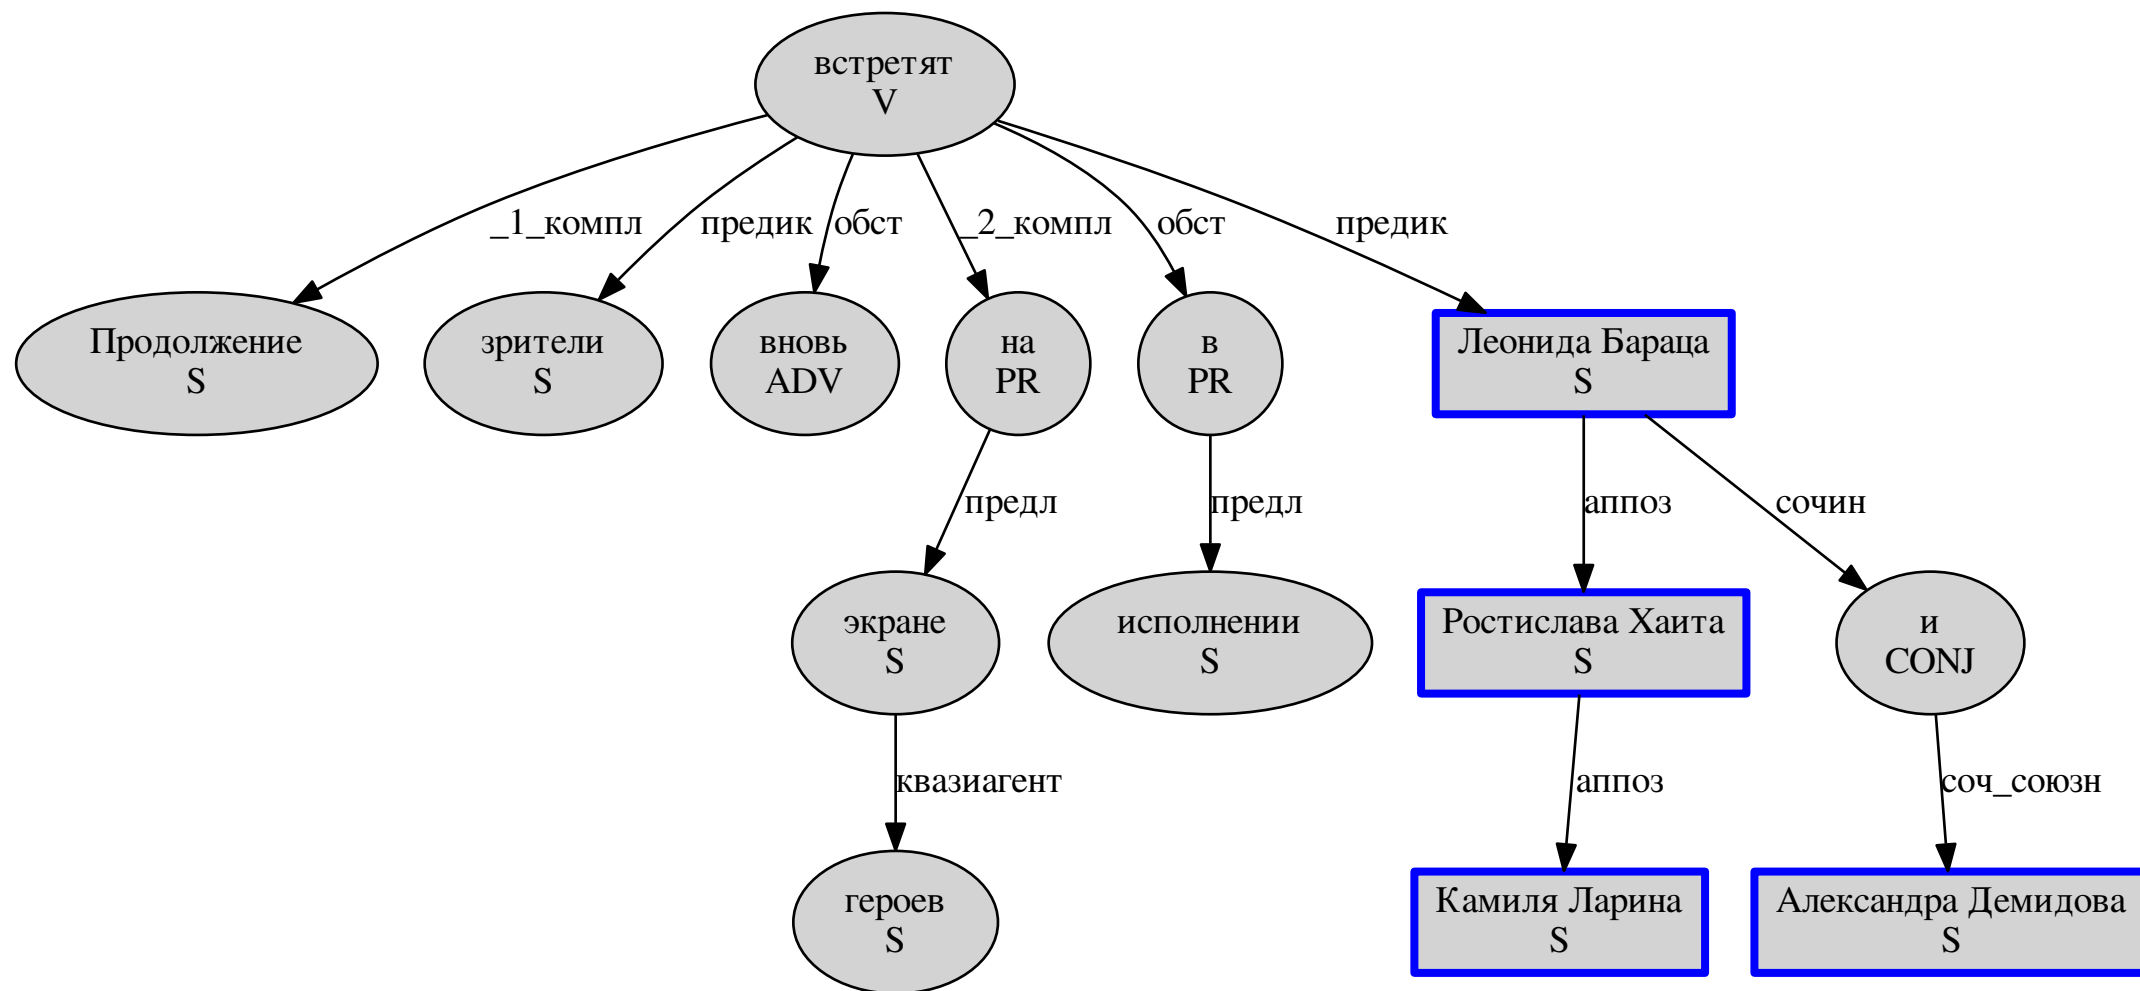 встретят
V
_1_компл
предик
обст
_2_компл
обст
предик
Продолжение
S
зрители
S
вновь
ADV
на
PR
в
PR
Леонида Бараца
S
предл
предл
аппоз
сочин
экране
S
исполнении
S
Ростислава Хаита
S
и
CONJ
квазиагент
аппоз
соч_союзн
героев
S
Камиля Ларина
S
Александра Демидова
S